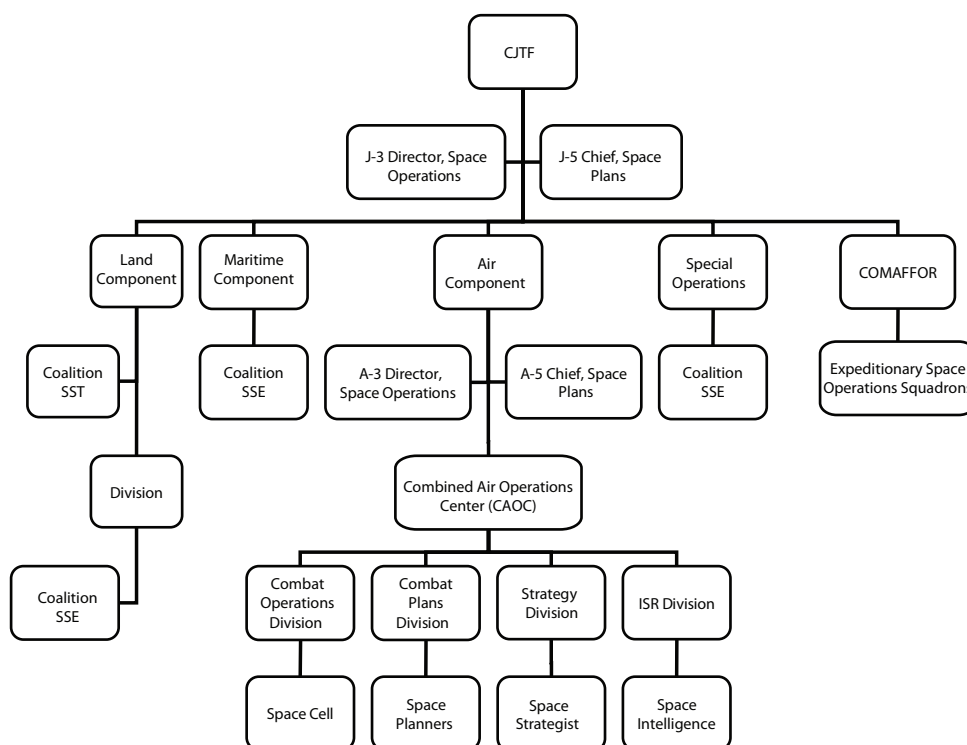 CJTF
J-3 Director, Space
Operations
J-5 Chief, Space
Plans
Land
Component
Maritime
Component
Air
Component
Special
Operations
COMAFFOR
Coalition
SST
Coalition
SSE
A-3 Director,
Space Operations
A-5 Chief, Space
Plans
Coalition
SSE
Expeditionary Space
Operations Squadrons
Division
Combined Air Operations
Center (CAOC)
Coalition
SSE
Combat
Operations
Division
Combat
Plans
Division
Strategy
Division
ISR Division
Space Cell
Space
Planners
Space
Strategist
Space
Intelligence